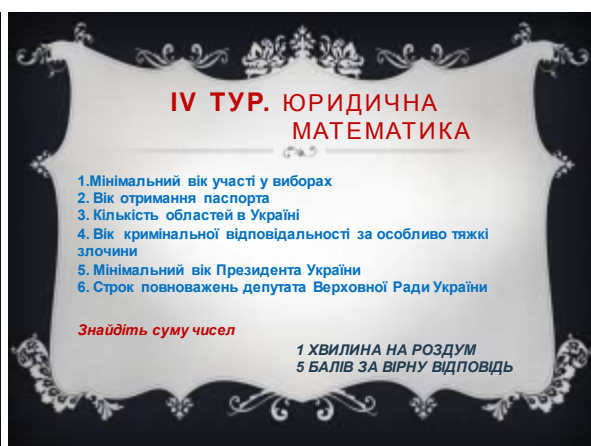 IV ТУР. ЮРИДИЧНА
МАТЕМАТИКА
1.Мінімальний вік участі у виборах
2. Вік отримання паспорта
3. Кількість областей в Україні
4. Вік кримінальної відповідальності за особливо тяжкі
злочини
5. Мінімальний вік Президента України
6. Строк повноважень депутата Верховної Ради України
Знайдіть суму чисел
1 ХВИЛИНА НА РОЗДУМ
5 БАЛІВ ЗА ВІРНУ ВІДПОВІДЬ